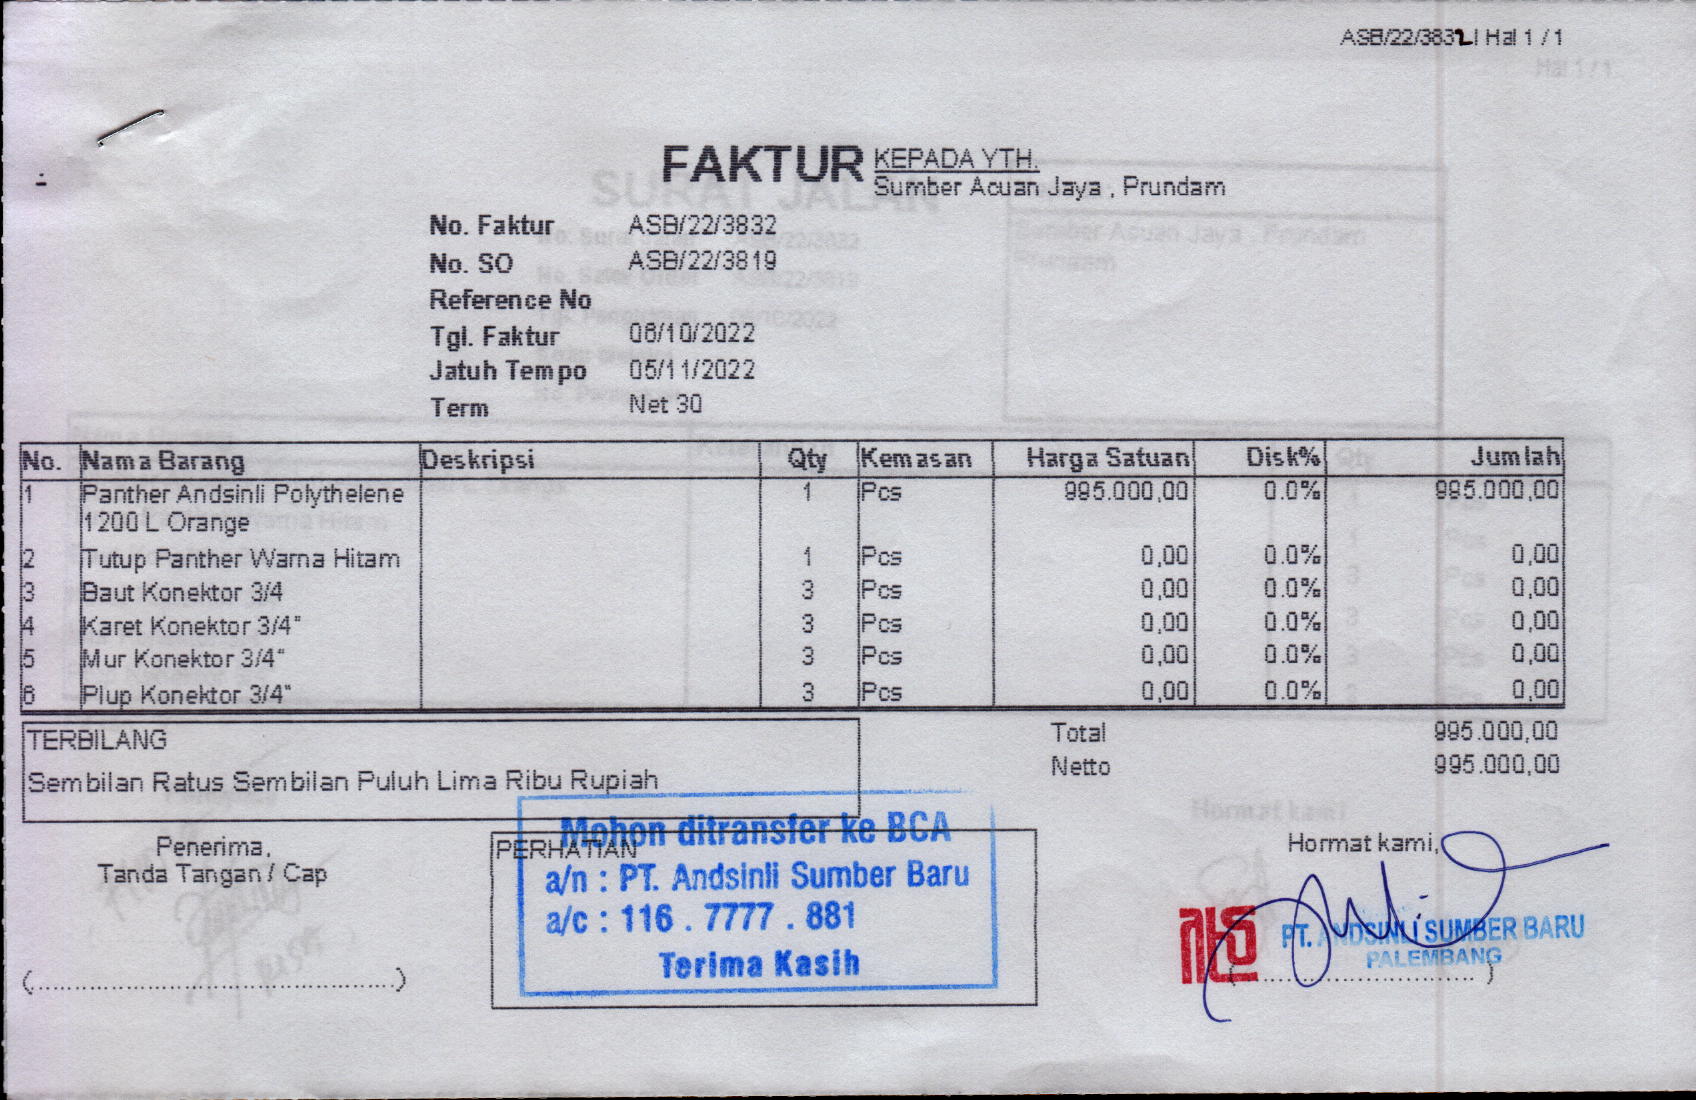 ASB/22/3832 | Hal 1 / 1
Hal 1 / 1
FAKTUR
KEPADA YTH.
Sumber Acuan Jaya , Prundam
SURAT JALAN
No. Faktur ASB/22/3832
No. SO ASB/22/3819
Reference No
Tgl. Faktur 06/10/2022
Jatuh Tempo 05/11/2022
Term Net 30
No. Nama Barang Deskripsi Qty Kemasan Harga Satuan Disk% Jumlah
1 Panther Andsinli Polythelene 1 Pcs 995.000,00 0.0% 995.000,00
1200 L Orange
2 Tutup Panther Warna Hitam 1 Pcs 0,00 0.0% 0,00
3 Baut Konektor 3/4 3 Pcs 0,00 0.0% 0,00
4 Karet Konektor 3/4" 3 Pcs 0,00 0.0% 0,00
5 Mur Konektor 3/4" 3 Pcs 0,00 0.0% 0,00
6 Plup Konektor 3/4" 3 Pcs 0,00 0.0% 0,00
Total 995.000,00
Netto 995.000,00
TERBILANG
Sembilan Ratus Sembilan Puluh Lima Ribu Rupiah
Penerima,
Tanda Tangan / Cap
(............................................)
PERHATIAN
Mohon ditransfer ke BCA
a/n : PT. Andsinli Sumber Baru
a/c : 116 . 7777 . 881
Terima Kasih
Hormat kami,
PT. ANDSINLI SUMBER BARU
PALEMBANG
(............................)